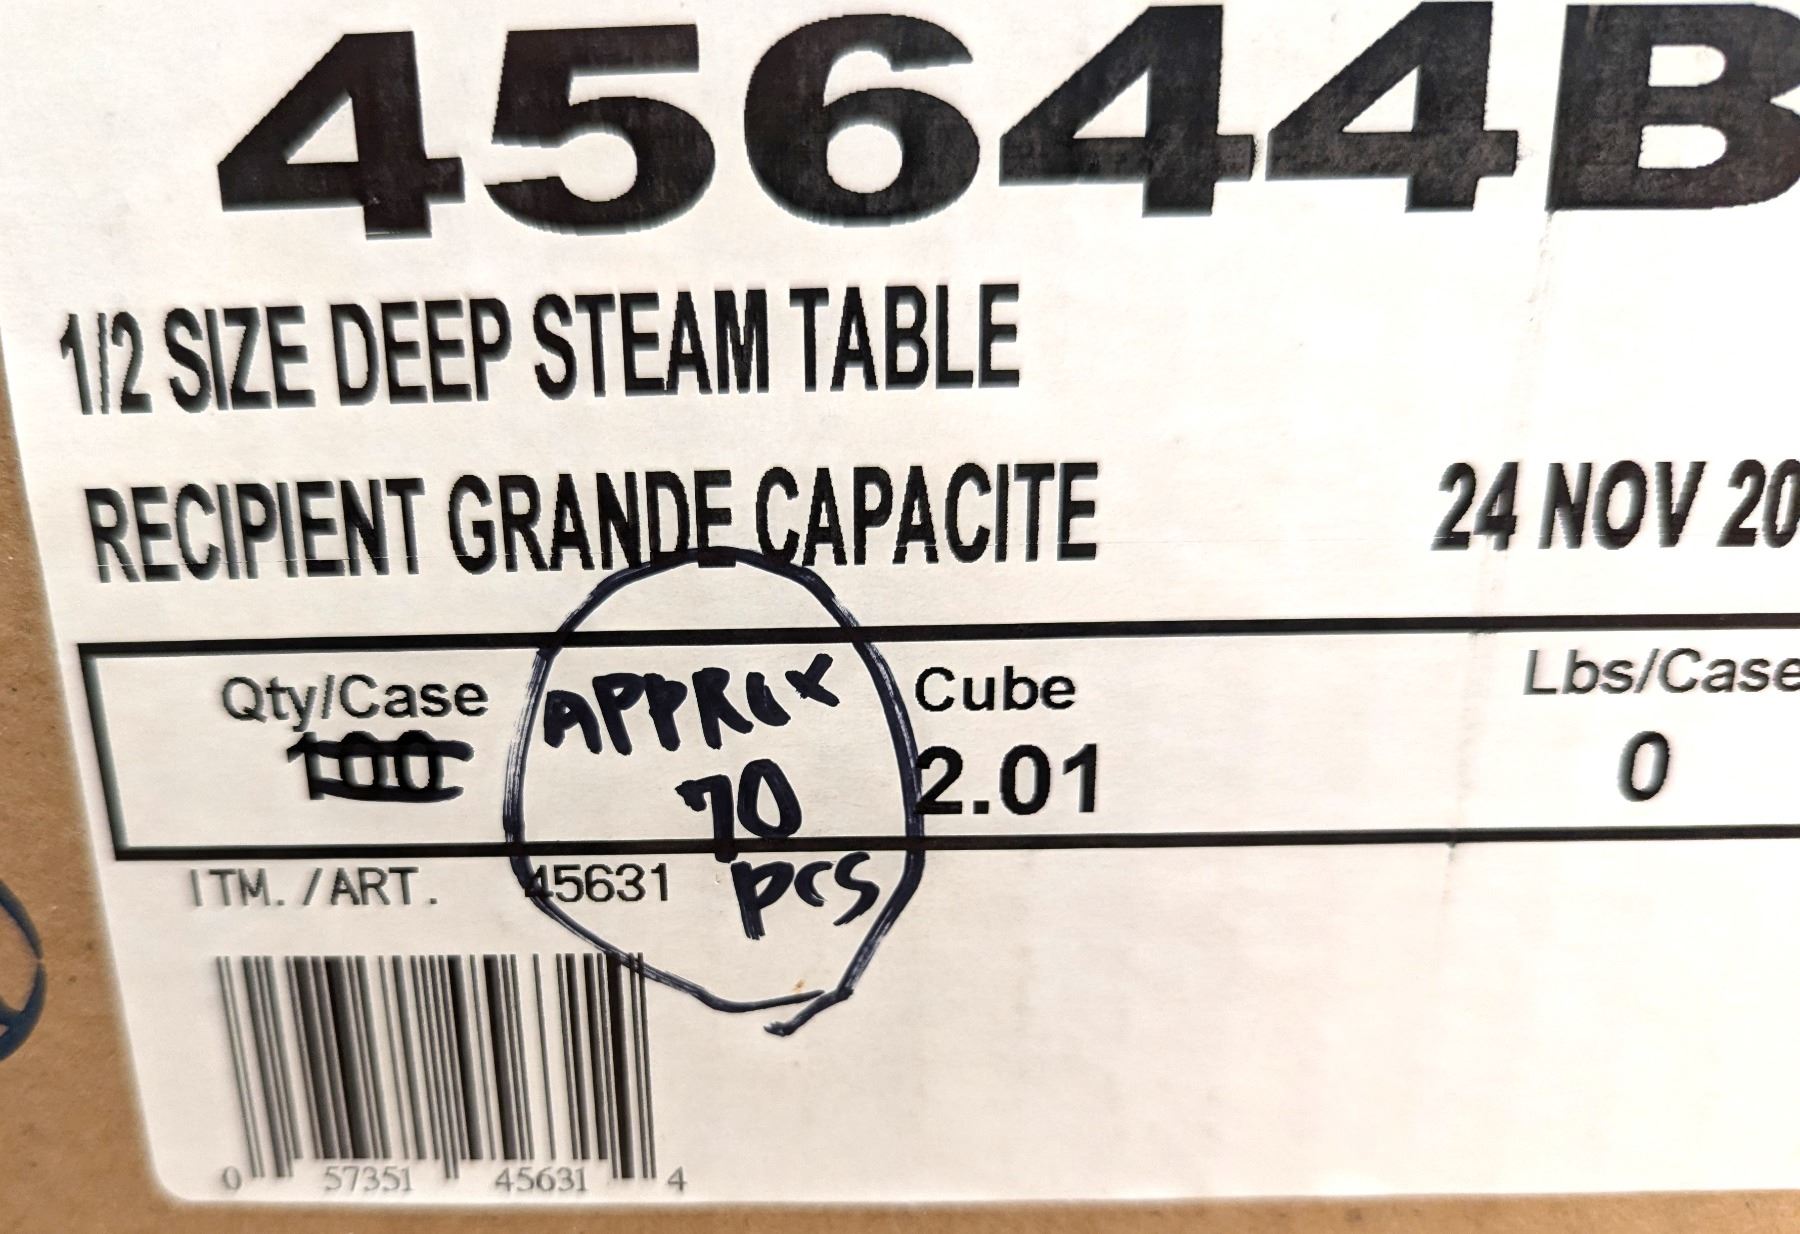 45644B
1/2 SIZE DEEP STEAM TABLE
RECIPIENT GRANDE CAPACITE
24 NOV 20
Qty/Case
100
APPROX
70
pcs
Cube
2.01
Lbs/Case
0
ITM./ART. 45631
0 57351 45631 4